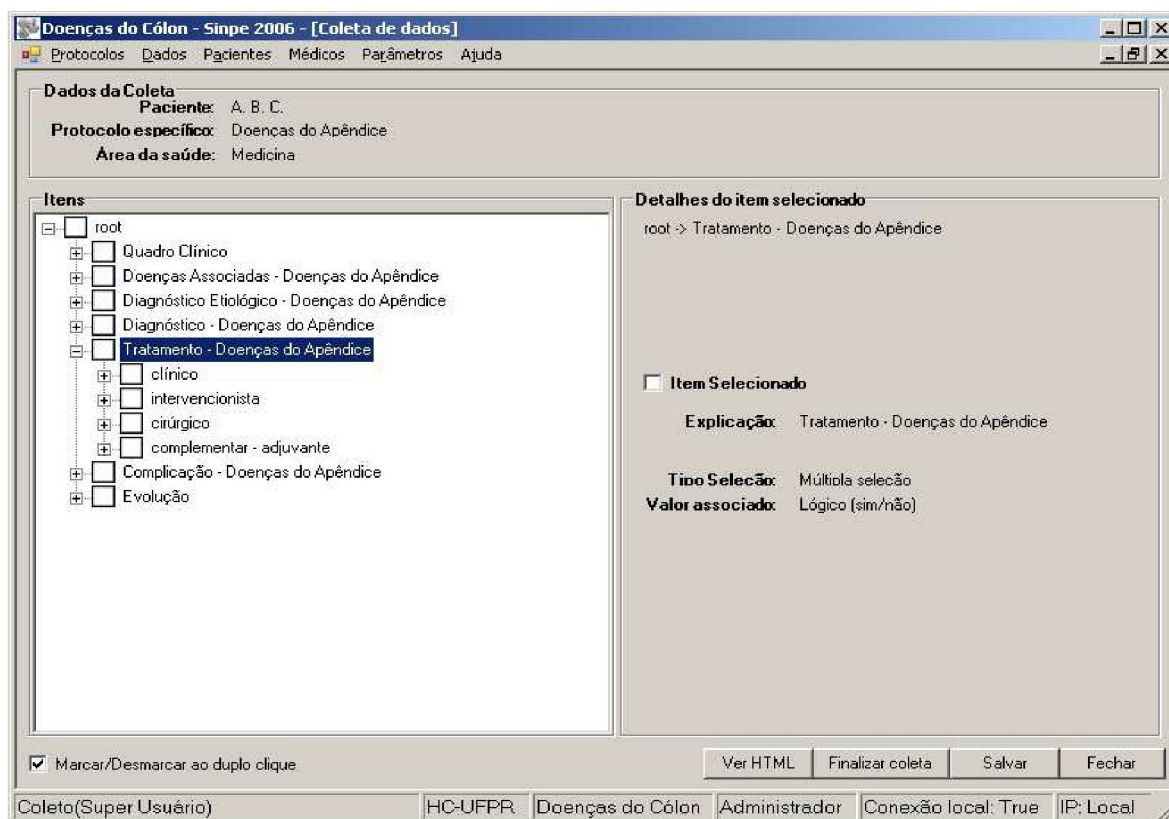 Doenças do Cólon - Sinpe 2006 - [Coleta de dados]
Protocolos Dados Pacientes Médicos Parâmetros Ajuda
Dados da Coleta
Paciente: A. B. C.
Protocolo específico: Doenças do Apêndice
Área da saúde: Medicina
Itens
root
Quadro Clínico
Doenças Associadas - Doenças do Apêndice
Diagnóstico Etiológico - Doenças do Apêndice
Diagnóstico - Doenças do Apêndice
Tratamento - Doenças do Apêndice
clínico
intervencionista
cirúrgico
complementar - adjuvante
Complicação - Doenças do Apêndice
Evolução
Detalhes do item selecionado
root -> Tratamento - Doenças do Apêndice
Item Selecionado
Explicação: Tratamento - Doenças do Apêndice
Tipo Seleção: Múltipla seleção
Valor associado: Lógico (sim/não)
Marcar/Desmarcar ao duplo clique
Ver HTML Finalizar coleta Salvar Fechar
Coleto(Super Usuário) HC-UFPR Doenças do Cólon Administrador Conexão local: True IP: Local